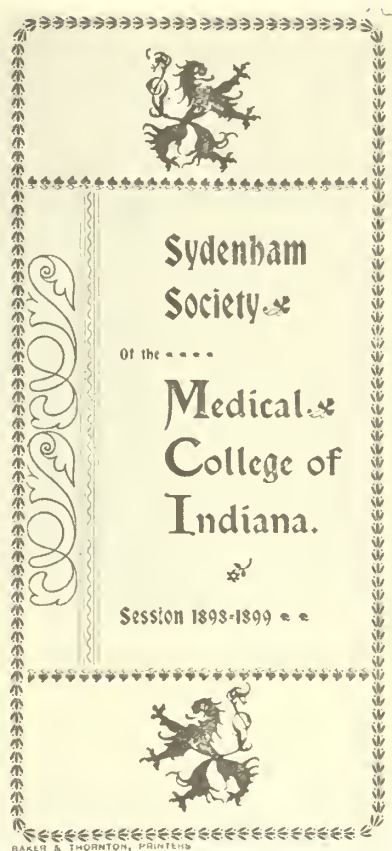 Sydenham
Society
Of the
Medical
College of
Indiana.
Session 1898-1899
BAKER & THORNTON, PRINTERS